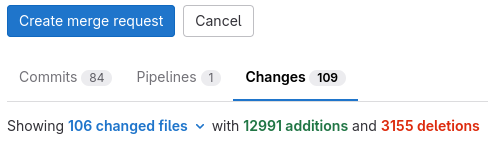 Create merge request Cancel
Commits 84 Pipelines 1 Changes 109
Showing 106 changed files with 12991 additions and 3155 deletions